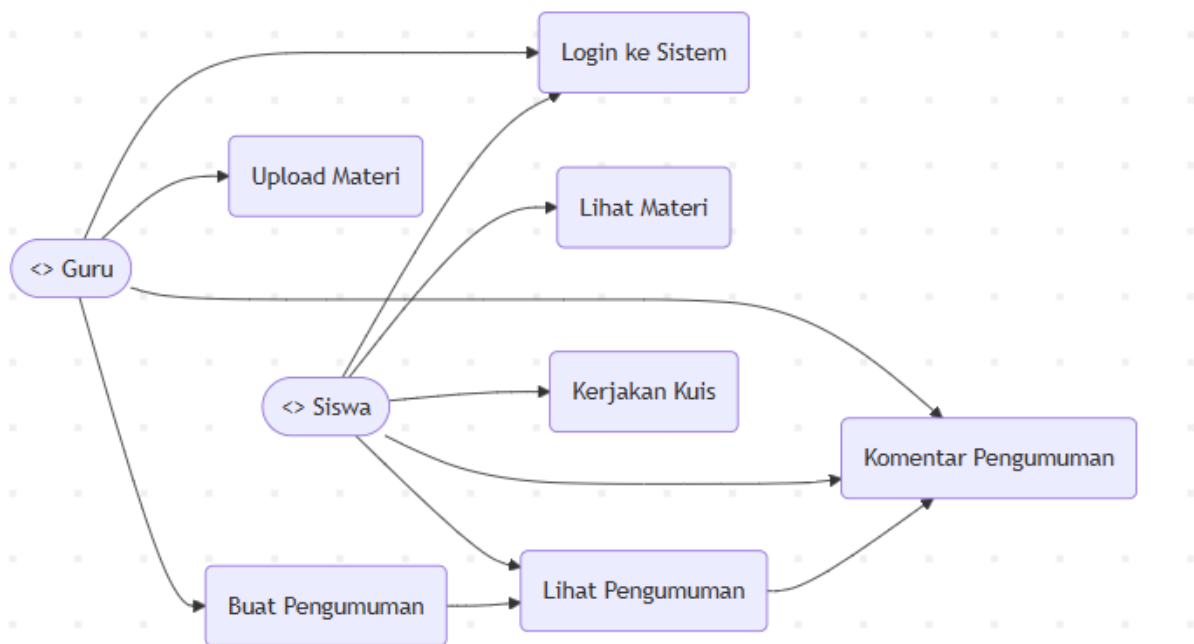 Login ke Sistem
Upload Materi
Lihat Materi
<> Guru
<> Siswa
Kerjakan Kuis
Komentar Pengumuman
Lihat Pengumuman
Buat Pengumuman